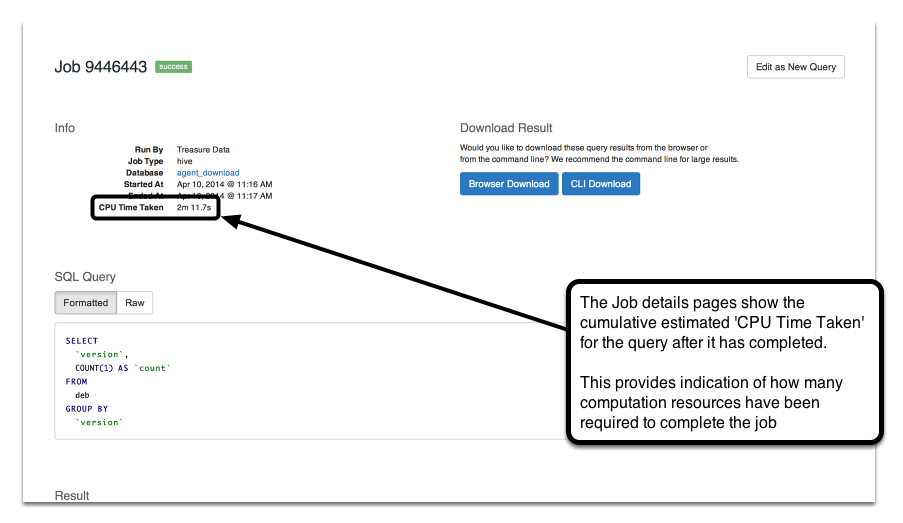 Job 9446443 success
Edit as New Query
Info
Run By Treasure Data
Job Type hive
Database agent_download
Started At Apr 10, 2014 @ 11:16 AM
Ended At Apr 10, 2014 @ 11:17 AM
CPU Time Taken 2m 11.7s
Download Result
Would you like to download these query results from the browser or
from the command line? We recommend the command line for large results.
Browser Download CLI Download
SQL Query
Formatted Raw
SELECT
`version`,
COUNT(1) AS `count`
FROM
deb
GROUP BY
`version`
The Job details pages show the
cumulative estimated 'CPU Time Taken'
for the query after it has completed.
This provides indication of how many
computation resources have been
required to complete the job
Result